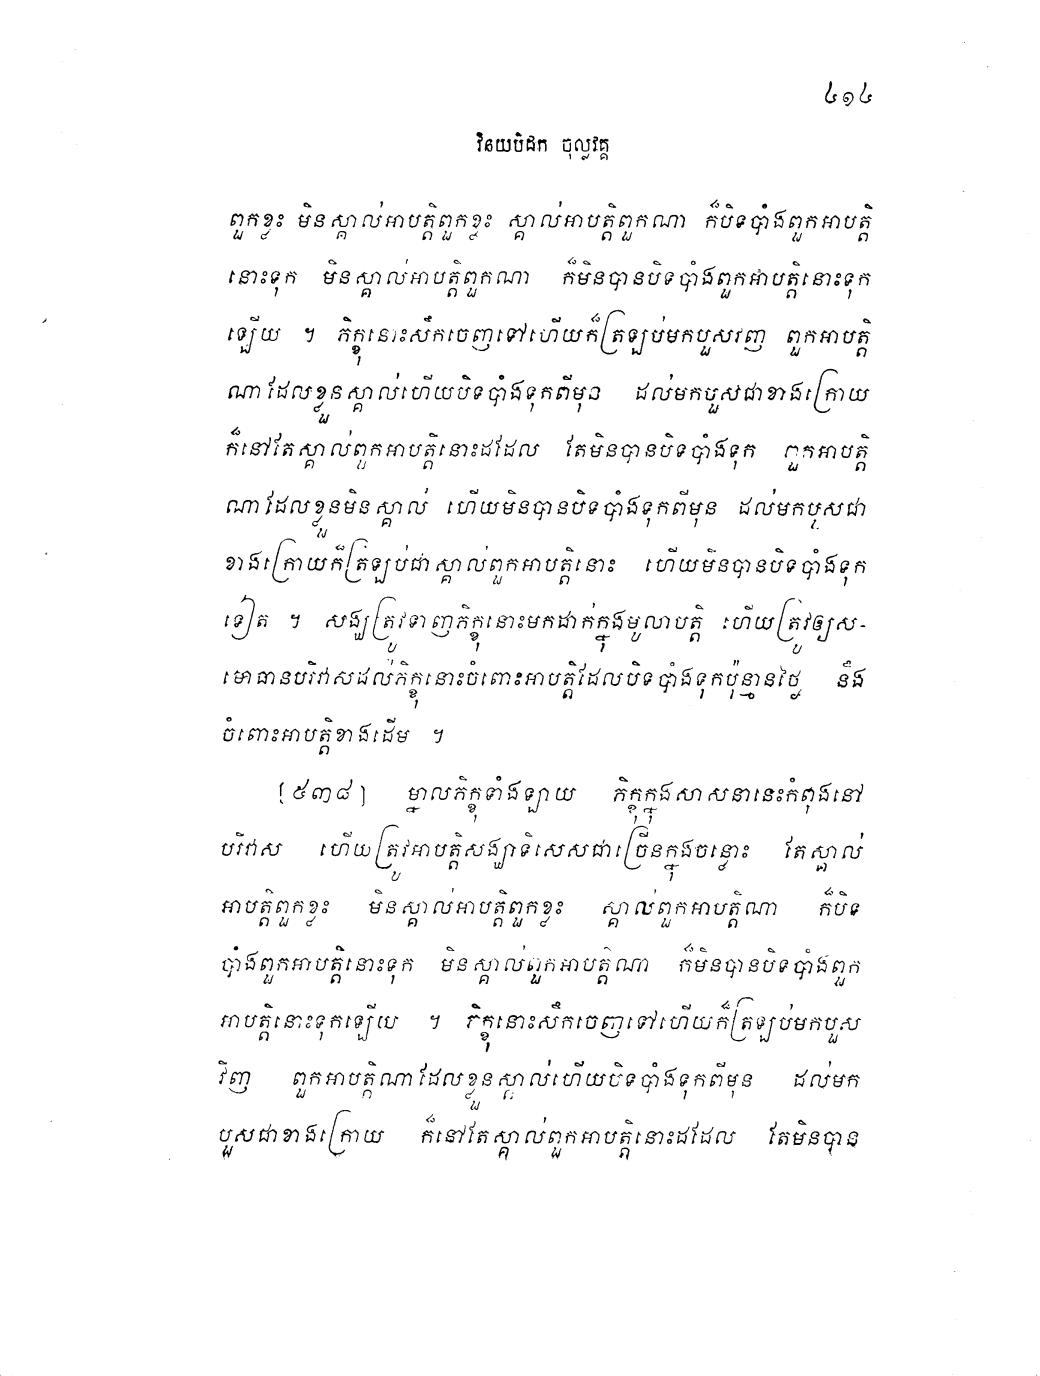 ៤១៤
វិនយបិដក ចុល្លវគ្គ
ពួកខ្លះ មិនស្គាល់អាបត្តិពួកខ្លះ ស្គាល់អាបត្តិពួកណា ក៏បិទបាំងពួកអាបត្តិ
នោះទុក មិនស្គាល់អាបត្តិពួកណា ក៏មិនបានបិទបាំងពួកអាបត្តិនោះទុក
ឡើយ ។ ភិក្ខុនោះសឹកចេញទៅហើយក៏ត្រឡប់មកបួសវិញ ពួកអាបត្តិ
ណាដែលខ្លួនស្គាល់ហើយបិទបាំងទុកពីមុន ដល់មកបួសជាខាងក្រោយ
ក៏នៅតែស្គាល់ពួកអាបត្តិនោះដដែល តែមិនបានបិទបាំងទុក ពួកអាបត្តិ
ណាដែលខ្លួនមិនស្គាល់ ហើយមិនបានបិទបាំងទុកពីមុន ដល់មកបួសជា
ខាងក្រោយក៏ត្រឡប់ជាស្គាល់ពួកអាបត្តិនោះ ហើយមិនបានបិទបាំងទុក
ទៀត ។ សង្ឃត្រូវទាញភិក្ខុនោះមកដាក់ក្នុងមូលាបត្តិ ហើយត្រូវឲ្យស-
មោធានបរិវាសដល់ភិក្ខុនោះចំពោះអាបត្តិដែលបិទបាំងទុកប៉ុន្មានថ្ងៃ នឹង
ចំពោះអាបត្តិខាងដើម ។
[៥៣៨] ម្នាលភិក្ខុទាំងឡាយ ភិក្ខុក្នុងសាសនានេះកំពុងនៅ
បរិវាស ហើយត្រូវអាបត្តិសង្ឃាទិសេសជាច្រើនក្នុងចន្លោះ តែស្គាល់
អាបត្តិពួកខ្លះ មិនស្គាល់អាបត្តិពួកខ្លះ ស្គាល់ពួកអាបត្តិណា ក៏បិទ
បាំងពួកអាបត្តិនោះទុក មិនស្គាល់ពួកអាបត្តិណា ក៏មិនបានបិទបាំងពួក
អាបត្តិនោះទុកឡើយ ។ ភិក្ខុនោះសឹកចេញទៅហើយក៏ត្រឡប់មកបួស
វិញ ពួកអាបត្តិណាដែលខ្លួនស្គាល់ហើយបិទបាំងទុកពីមុន ដល់មក
បួសជាខាងក្រោយ ក៏នៅតែស្គាល់ពួកអាបត្តិនោះដដែល តែមិនបាន